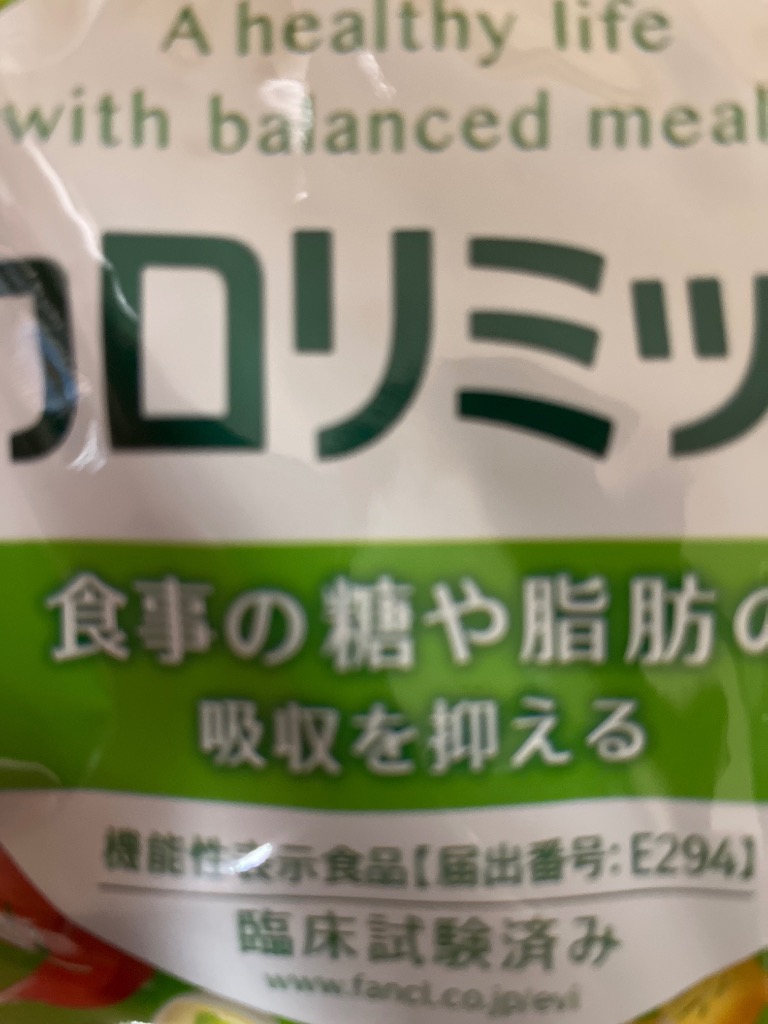 A healthy life
with balanced meal
カロリミッ
食事の糖や脂肪の
吸収を抑える
機能性表示食品【届出番号:E294】
臨床試験済み
www.fancl.co.jp/evi